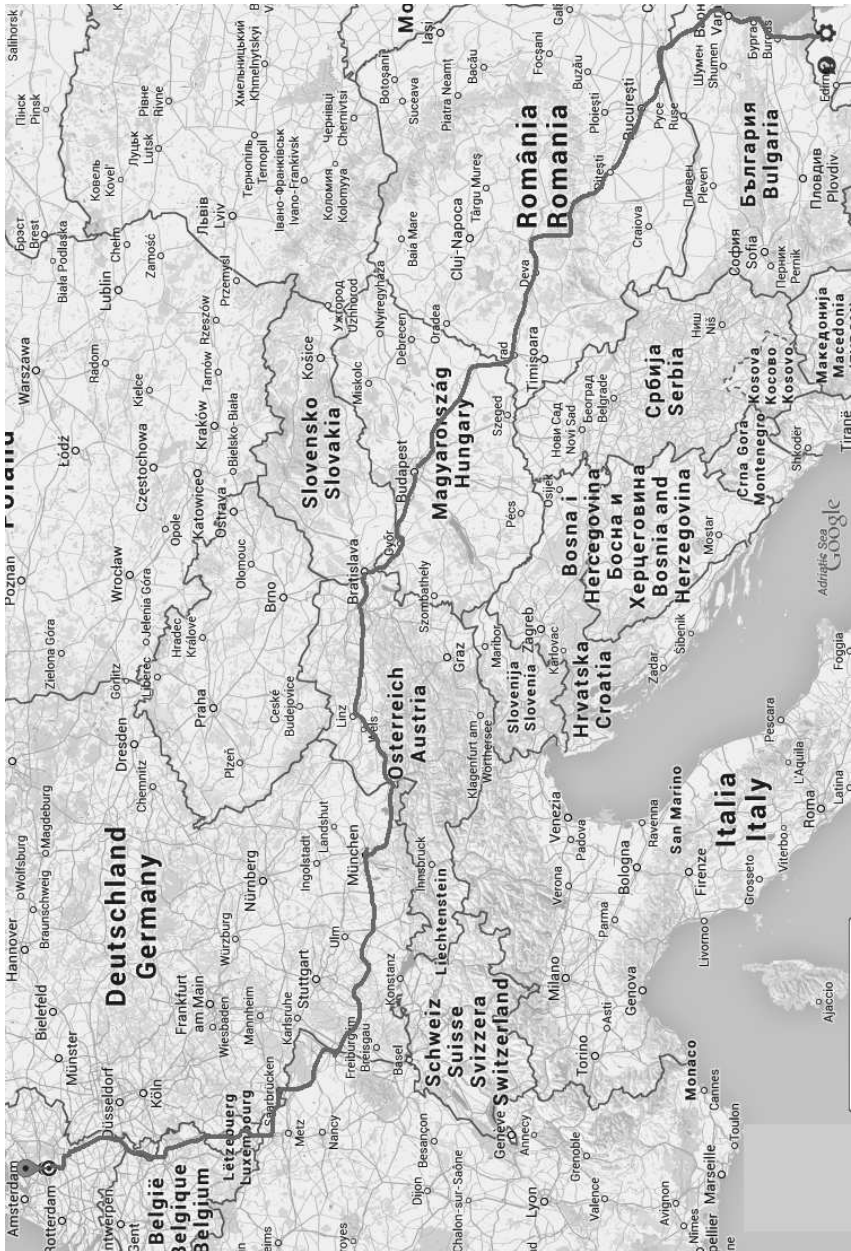 Amsterdam
Hannover
Poznan
Пінск
Pinsk
Salihorsk
Rotterdam
Münster
Bielefeld
Braunschweig
Wolfsburg
Magdeburg
Zielona Góra
Poland
Łódź
Warszawa
Biała Podlaska
Брэст
Brest
ntwerpen
Gent
Düsseldorf
Deutschland
Germany
Dresden
Görlitz
Wrocław
Radom
Lublin
Chełm
Ковель
Kovel'
Луцьк
Lutsk
Рівне
Rivne
België
Belgique
Belgium
Köln
Chemnitz
Liberec
Jelenia Góra
Opole
Częstochowa
Kielce
Zamość
Frankfurt
am Main
Wiesbaden
Würzburg
Praha
Hradec
Králové
Katowice
Kraków
Tarnów
Rzeszów
Przemyśl
Львів
Lviv
Тернопіль
Ternopil
Хмельницький
Khmelnytskyi
Lëtzebuerg
Luxembourg
Mannheim
Nürnberg
Plzeň
Olomouc
Ostrava
Bielsko-Biała
Івано-Франківськ
Ivano-Frankivsk
Saarbrücken
Metz
Karlsruhe
Stuttgart
Ingolstadt
Landshut
České
Budějovice
Brno
Slovensko
Slovakia
Košice
Ужгород
Uzhhorod
Коломия
Kolomyya
Чернівці
Chernivtsi
Nancy
Freiburg im
Breisgau
Ulm
München
Linz
Wels
Bratislava
Győr
Budapest
Miskolc
Nyíregyháza
Debrecen
Baia Mare
Botoșani
Suceava
Iași
Dijon
Besançon
Basel
Konstanz
Innsbruck
Österreich
Austria
Szombathely
Magyarország
Hungary
Oradea
Cluj-Napoca
Târgu Mureș
Piatra Neamț
Bacău
Chalon-sur-Saône
Schweiz
Suisse
Svizzera
Switzerland
Liechtenstein
Graz
Klagenfurt am
Wörthersee
Maribor
Pécs
Szeged
Timișoara
Deva
România
Romania
Focșani
Genève
Annecy
Lyon
Grenoble
Milano
Verona
Venezia
Padova
Slovenija
Slovenia
Zagreb
Karlovac
Osijek
Нови Сад
Novi Sad
Београд
Belgrade
Pitești
Ploiești
Buzău
Valence
Torino
Asti
Parma
Hrvatska
Croatia
Bosna i
Hercegovina
Босна и
Херцеговина
Bosnia and
Herzegovina
Craiova
București
Avignon
Nîmes
Genova
Bologna
Ravenna
Zadar
Šibenik
Mostar
Србија
Serbia
Ниш
Niš
Плевен
Pleven
Русе
Ruse
Шумен
Shumen
pellier
Marseille
Toulon
Cannes
Monaco
Livorno
Firenze
San Marino
Italia
Italy
Crna Gora
Montenegro
Kosova
Косово
Kosovo
София
Sofia
Перник
Pernik
България
Bulgaria
Бургас
Burgas
Grosseto
Viterbo
L'Aquila
Pescara
Shkodër
Ajaccio
Roma
Latina
Foggia
Adriatic Sea
Google
Tiranë
Македонија
Macedonia
Пловдив
Plovdiv